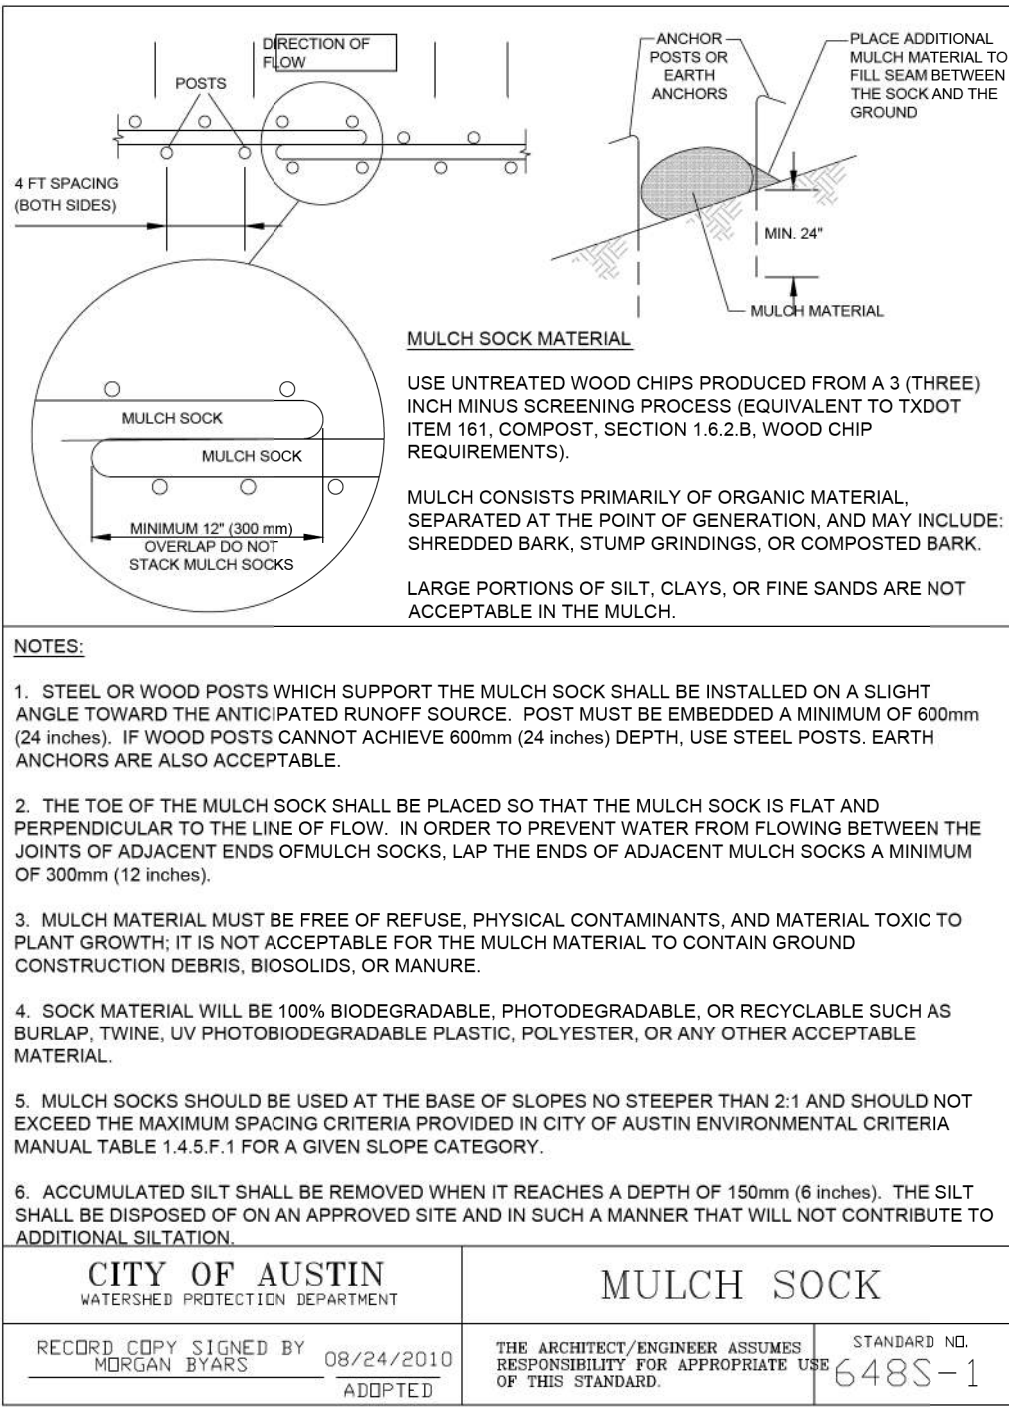 DIRECTION OF
FLOW
POSTS
4 FT SPACING
(BOTH SIDES)
ANCHOR
POSTS OR
EARTH
ANCHORS
PLACE ADDITIONAL
MULCH MATERIAL TO
FILL SEAM BETWEEN
THE SOCK AND THE
GROUND
MIN. 24"
MULCH MATERIAL
MULCH SOCK
MULCH SOCK
MINIMUM 12" (300 mm)
OVERLAP DO NOT
STACK MULCH SOCKS
MULCH SOCK MATERIAL
USE UNTREATED WOOD CHIPS PRODUCED FROM A 3 (THREE)
INCH MINUS SCREENING PROCESS (EQUIVALENT TO TXDOT
ITEM 161, COMPOST, SECTION 1.6.2.B, WOOD CHIP
REQUIREMENTS).
MULCH CONSISTS PRIMARILY OF ORGANIC MATERIAL,
SEPARATED AT THE POINT OF GENERATION, AND MAY INCLUDE:
SHREDDED BARK, STUMP GRINDINGS, OR COMPOSTED BARK.
LARGE PORTIONS OF SILT, CLAYS, OR FINE SANDS ARE NOT
ACCEPTABLE IN THE MULCH.
NOTES:
1. STEEL OR WOOD POSTS WHICH SUPPORT THE MULCH SOCK SHALL BE INSTALLED ON A SLIGHT
ANGLE TOWARD THE ANTICIPATED RUNOFF SOURCE. POST MUST BE EMBEDDED A MINIMUM OF 600mm
(24 inches). IF WOOD POSTS CANNOT ACHIEVE 600mm (24 inches) DEPTH, USE STEEL POSTS. EARTH
ANCHORS ARE ALSO ACCEPTABLE.
2. THE TOE OF THE MULCH SOCK SHALL BE PLACED SO THAT THE MULCH SOCK IS FLAT AND
PERPENDICULAR TO THE LINE OF FLOW. IN ORDER TO PREVENT WATER FROM FLOWING BETWEEN THE
JOINTS OF ADJACENT ENDS OFMULCH SOCKS, LAP THE ENDS OF ADJACENT MULCH SOCKS A MINIMUM
OF 300mm (12 inches).
3. MULCH MATERIAL MUST BE FREE OF REFUSE, PHYSICAL CONTAMINANTS, AND MATERIAL TOXIC TO
PLANT GROWTH; IT IS NOT ACCEPTABLE FOR THE MULCH MATERIAL TO CONTAIN GROUND
CONSTRUCTION DEBRIS, BIOSOLIDS, OR MANURE.
4. SOCK MATERIAL WILL BE 100% BIODEGRADABLE, PHOTODEGRADABLE, OR RECYCLABLE SUCH AS
BURLAP, TWINE, UV PHOTOBIODEGRADABLE PLASTIC, POLYESTER, OR ANY OTHER ACCEPTABLE
MATERIAL.
5. MULCH SOCKS SHOULD BE USED AT THE BASE OF SLOPES NO STEEPER THAN 2:1 AND SHOULD NOT
EXCEED THE MAXIMUM SPACING CRITERIA PROVIDED IN CITY OF AUSTIN ENVIRONMENTAL CRITERIA
MANUAL TABLE 1.4.5.F.1 FOR A GIVEN SLOPE CATEGORY.
6. ACCUMULATED SILT SHALL BE REMOVED WHEN IT REACHES A DEPTH OF 150mm (6 inches). THE SILT
SHALL BE DISPOSED OF ON AN APPROVED SITE AND IN SUCH A MANNER THAT WILL NOT CONTRIBUTE TO
ADDITIONAL SILTATION.
CITY OF AUSTIN
WATERSHED PROTECTION DEPARTMENT
MULCH SOCK
RECORD COPY SIGNED BY
MORGAN BYARS
08/24/2010
ADOPTED
THE ARCHITECT/ENGINEER ASSUMES
RESPONSIBILITY FOR APPROPRIATE USE
OF THIS STANDARD.
STANDARD NO.
648S-1